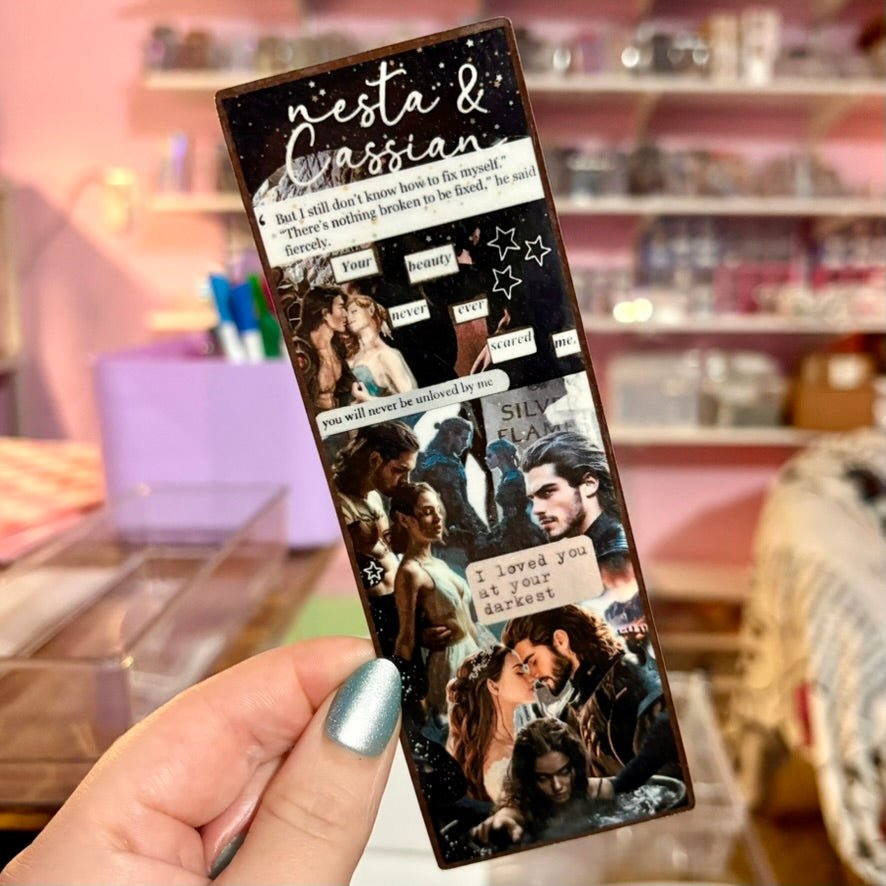 nesta &
Cassian
‘ But I still don’t know how to fix myself.”
“There’s nothing broken to be fixed,” he said
fiercely.
Your beauty
never ever
scared me.
you will never be unloved by me
SILV
FLAM
I loved you
at your
darkest